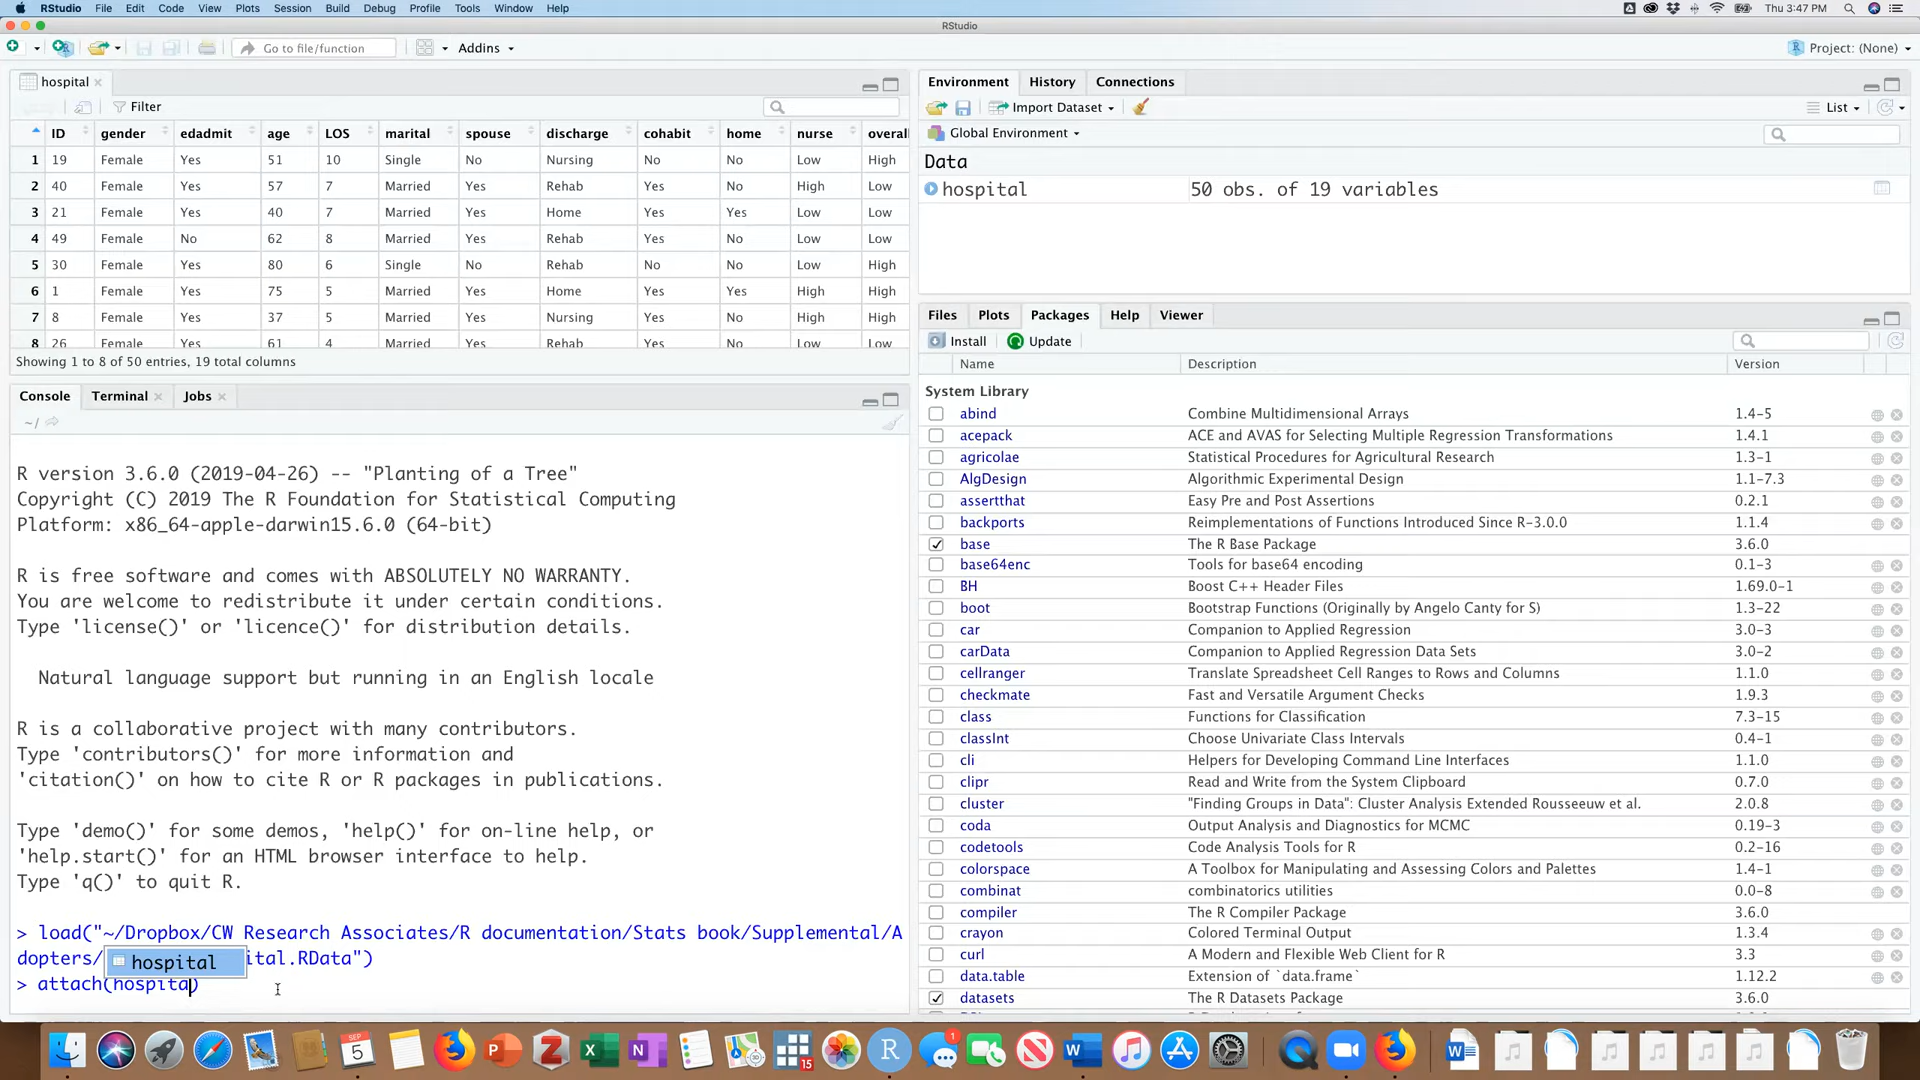 RStudio File Edit Code View Plots Session Build Debug Profile Tools Window Help Thu 3:47 PM
RStudio
Go to file/function Addins Project: (None)
hospital
Filter
ID gender edadmit age LOS marital spouse discharge cohabit home nurse overall
1 19 Female Yes 51 10 Single No Nursing No No Low High
2 40 Female Yes 57 7 Married Yes Rehab Yes No High Low
3 21 Female Yes 40 7 Married Yes Home Yes Yes Low Low
4 49 Female No 62 8 Married Yes Rehab Yes No Low Low
5 30 Female Yes 80 6 Single No Rehab No No Low High
6 1 Female Yes 75 5 Married Yes Home Yes Yes High High
7 8 Female Yes 37 5 Married Yes Nursing Yes No High High
8 26 Female Yes 61 4 Married Yes Rehab Yes No Low Low
Showing 1 to 8 of 50 entries, 19 total columns
Console Terminal Jobs
~/
R version 3.6.0 (2019-04-26) -- "Planting of a Tree"
Copyright (C) 2019 The R Foundation for Statistical Computing
Platform: x86_64-apple-darwin15.6.0 (64-bit)
R is free software and comes with ABSOLUTELY NO WARRANTY.
You are welcome to redistribute it under certain conditions.
Type 'license()' or 'licence()' for distribution details.
Natural language support but running in an English locale
R is a collaborative project with many contributors.
Type 'contributors()' for more information and
'citation()' on how to cite R or R packages in publications.
Type 'demo()' for some demos, 'help()' for on-line help, or
'help.start()' for an HTML browser interface to help.
Type 'q()' to quit R.
> load("~/Dropbox/CW Research Associates/R documentation/Stats book/Supplemental/A
dopters/ ital.RData")
hospital
> attach(hospita)
Environment History Connections
Import Dataset List
Global Environment
Data
hospital 50 obs. of 19 variables
Files Plots Packages Help Viewer
Install Update
Name Description Version
System Library
abind Combine Multidimensional Arrays 1.4-5
acepack ACE and AVAS for Selecting Multiple Regression Transformations 1.4.1
agricolae Statistical Procedures for Agricultural Research 1.3-1
AlgDesign Algorithmic Experimental Design 1.1-7.3
assertthat Easy Pre and Post Assertions 0.2.1
backports Reimplementations of Functions Introduced Since R-3.0.0 1.1.4
base The R Base Package 3.6.0
base64enc Tools for base64 encoding 0.1-3
BH Boost C++ Header Files 1.69.0-1
boot Bootstrap Functions (Originally by Angelo Canty for S) 1.3-22
car Companion to Applied Regression 3.0-3
carData Companion to Applied Regression Data Sets 3.0-2
cellranger Translate Spreadsheet Cell Ranges to Rows and Columns 1.1.0
checkmate Fast and Versatile Argument Checks 1.9.3
class Functions for Classification 7.3-15
classInt Choose Univariate Class Intervals 0.4-1
cli Helpers for Developing Command Line Interfaces 1.1.0
clipr Read and Write from the System Clipboard 0.7.0
cluster "Finding Groups in Data": Cluster Analysis Extended Rousseeuw et al. 2.0.8
coda Output Analysis and Diagnostics for MCMC 0.19-3
codetools Code Analysis Tools for R 0.2-16
colorspace A Toolbox for Manipulating and Assessing Colors and Palettes 1.4-1
combinat combinatorics utilities 0.0-8
compiler The R Compiler Package 3.6.0
crayon Colored Terminal Output 1.3.4
curl A Modern and Flexible Web Client for R 3.3
data.table Extension of `data.frame` 1.12.2
datasets The R Datasets Package 3.6.0
SEP
5
15
1